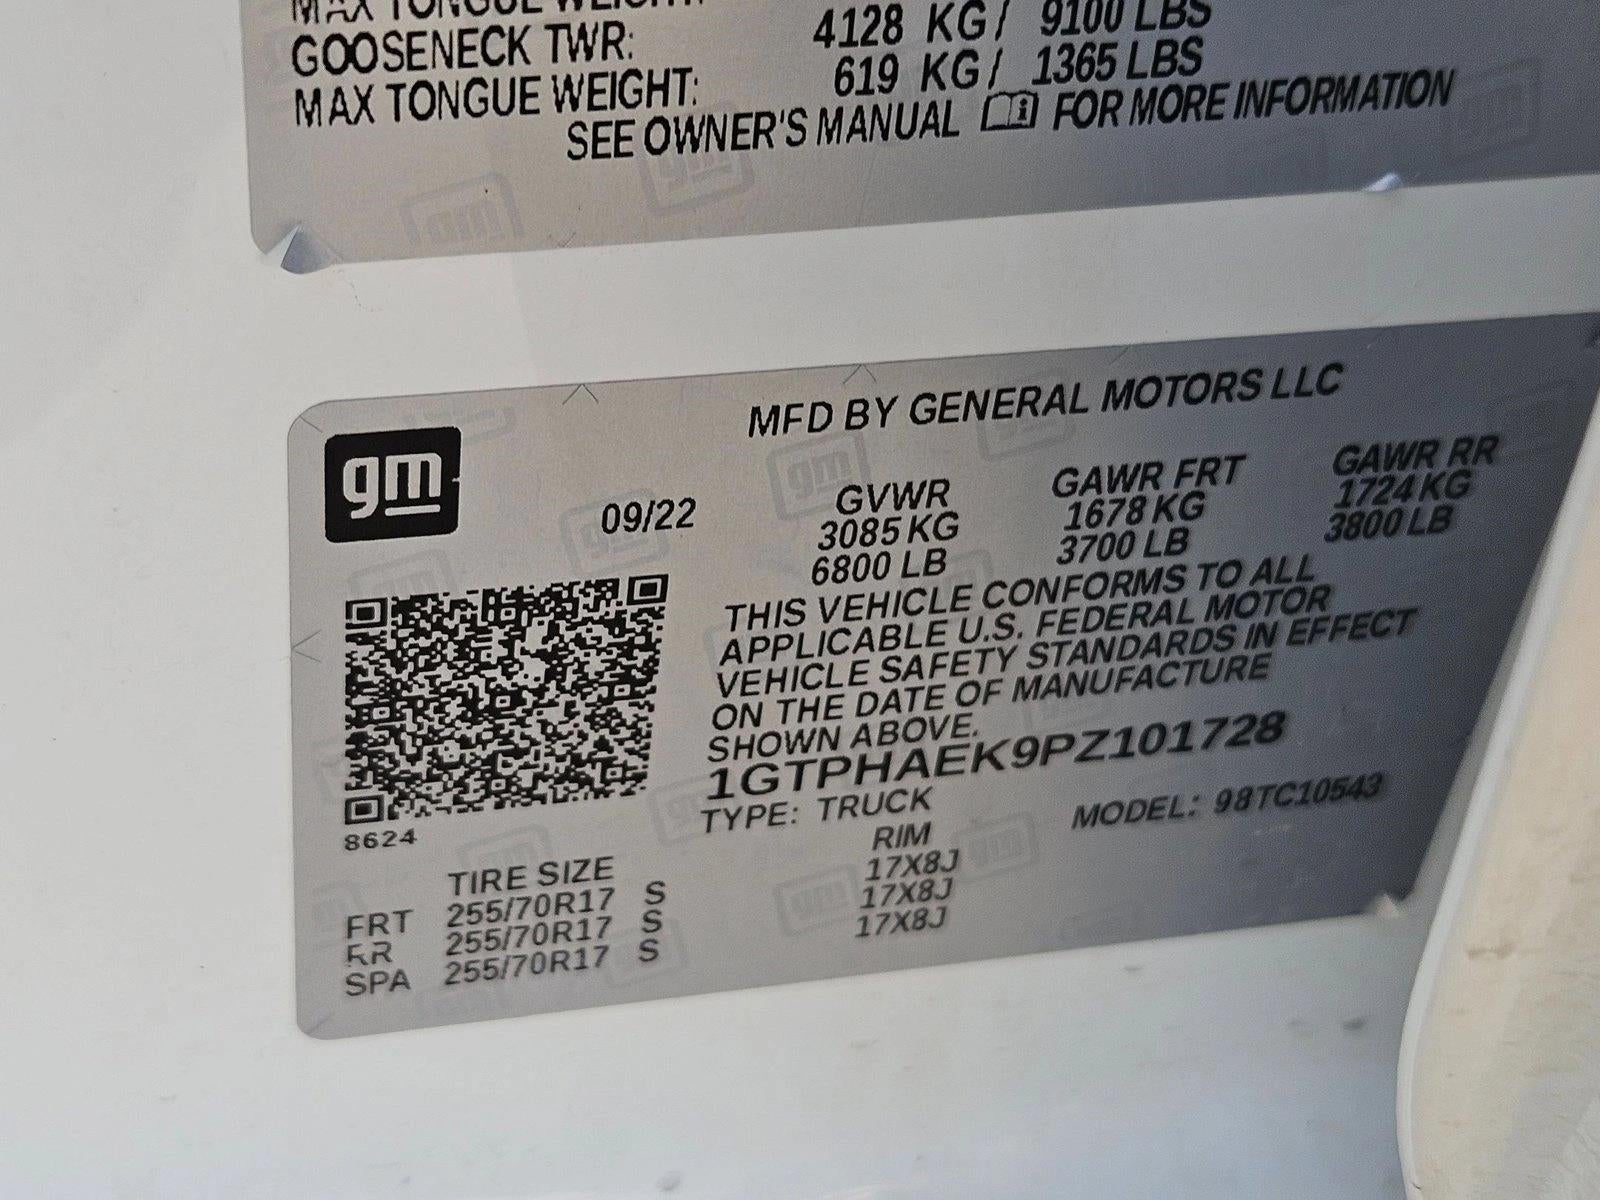 MAX TONGUE WEIGHT:
GOOSENECK TWR: 4128 KG / 9100 LBS
MAX TONGUE WEIGHT: 619 KG / 1365 LBS
SEE OWNER'S MANUAL FOR MORE INFORMATION
MFD BY GENERAL MOTORS LLC
gm
09/22
GVWR GAWR FRT GAWR RR
3085 KG 1678 KG 1724 KG
6800 LB 3700 LB 3800 LB
THIS VEHICLE CONFORMS TO ALL
APPLICABLE U.S. FEDERAL MOTOR
VEHICLE SAFETY STANDARDS IN EFFECT
ON THE DATE OF MANUFACTURE
SHOWN ABOVE.
1GTPHAEK9PZ101728
TYPE: TRUCK MODEL: 98TC10543
8624
TIRE SIZE RIM
FRT 255/70R17 S 17X8J
RR 255/70R17 S 17X8J
SPA 255/70R17 S 17X8J